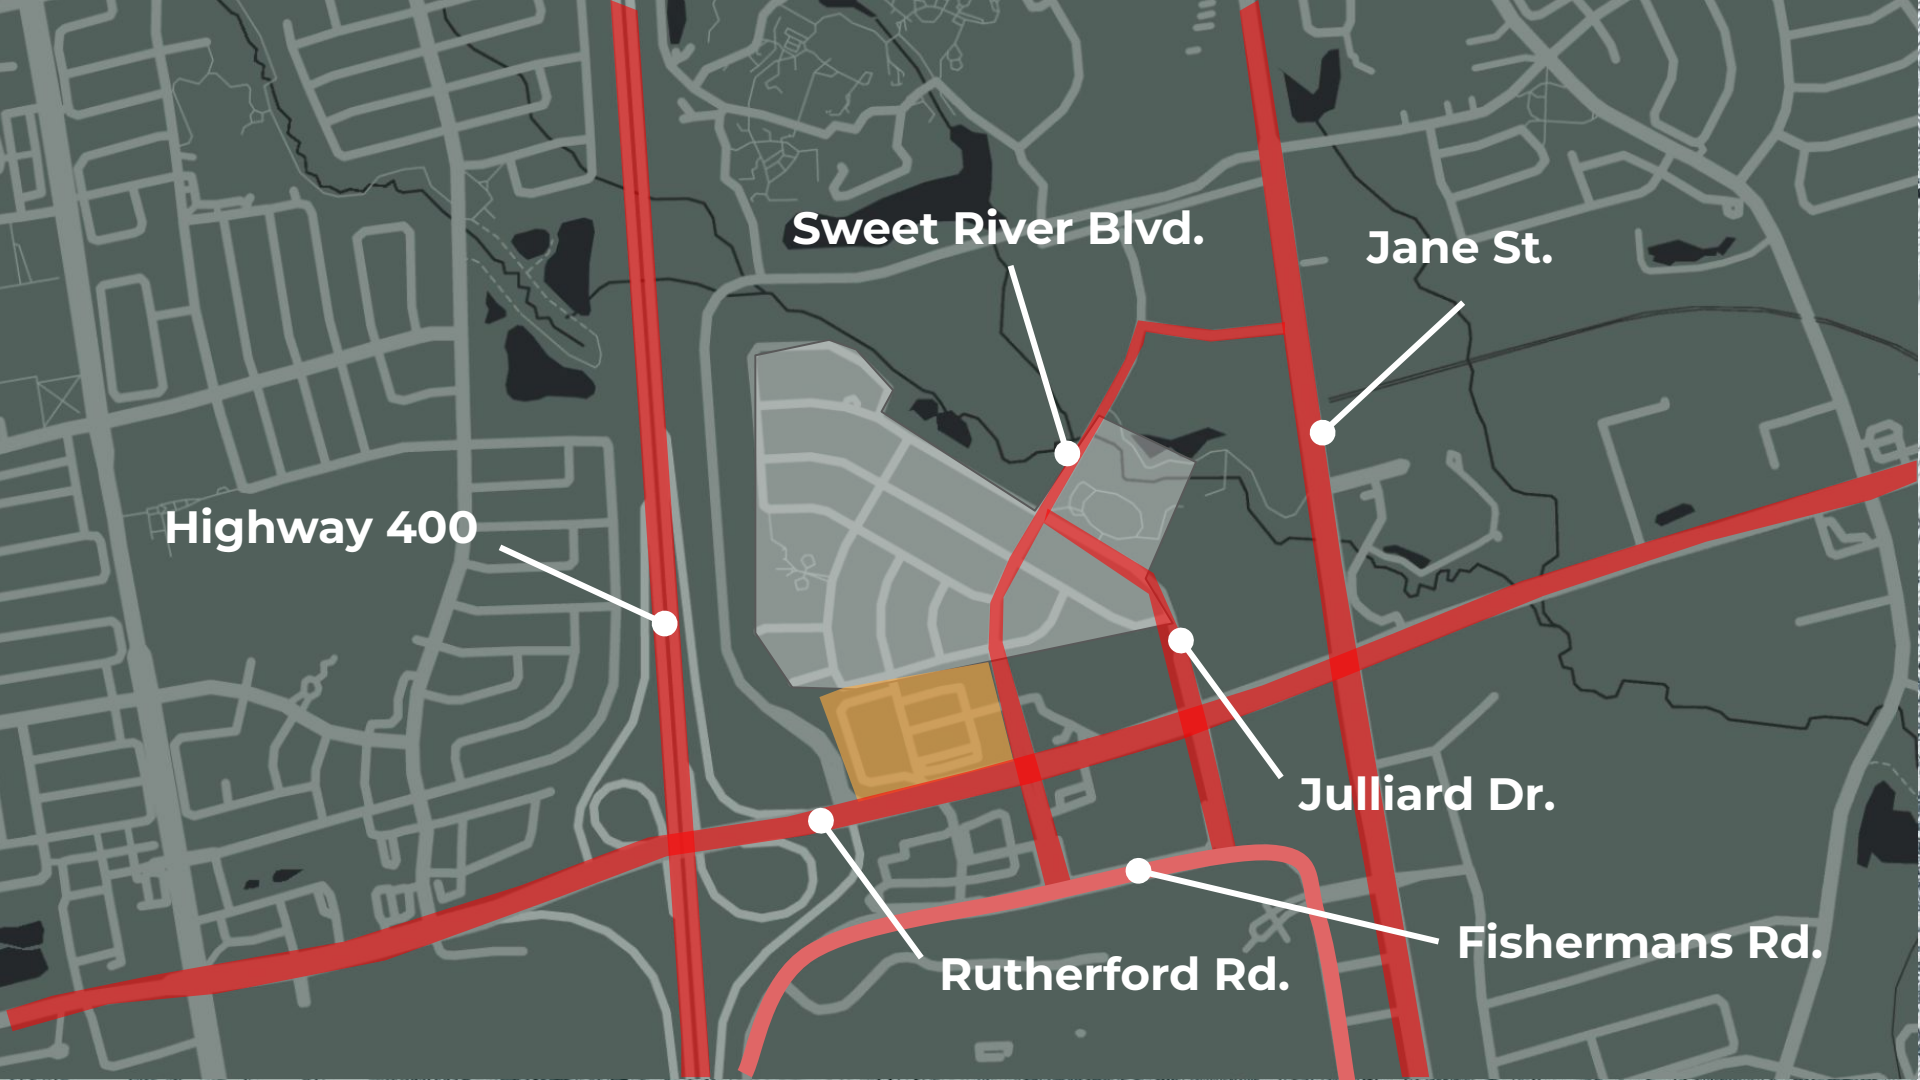 Sweet River Blvd.
Jane St.
Highway 400
Julliard Dr.
Fishermans Rd.
Rutherford Rd.